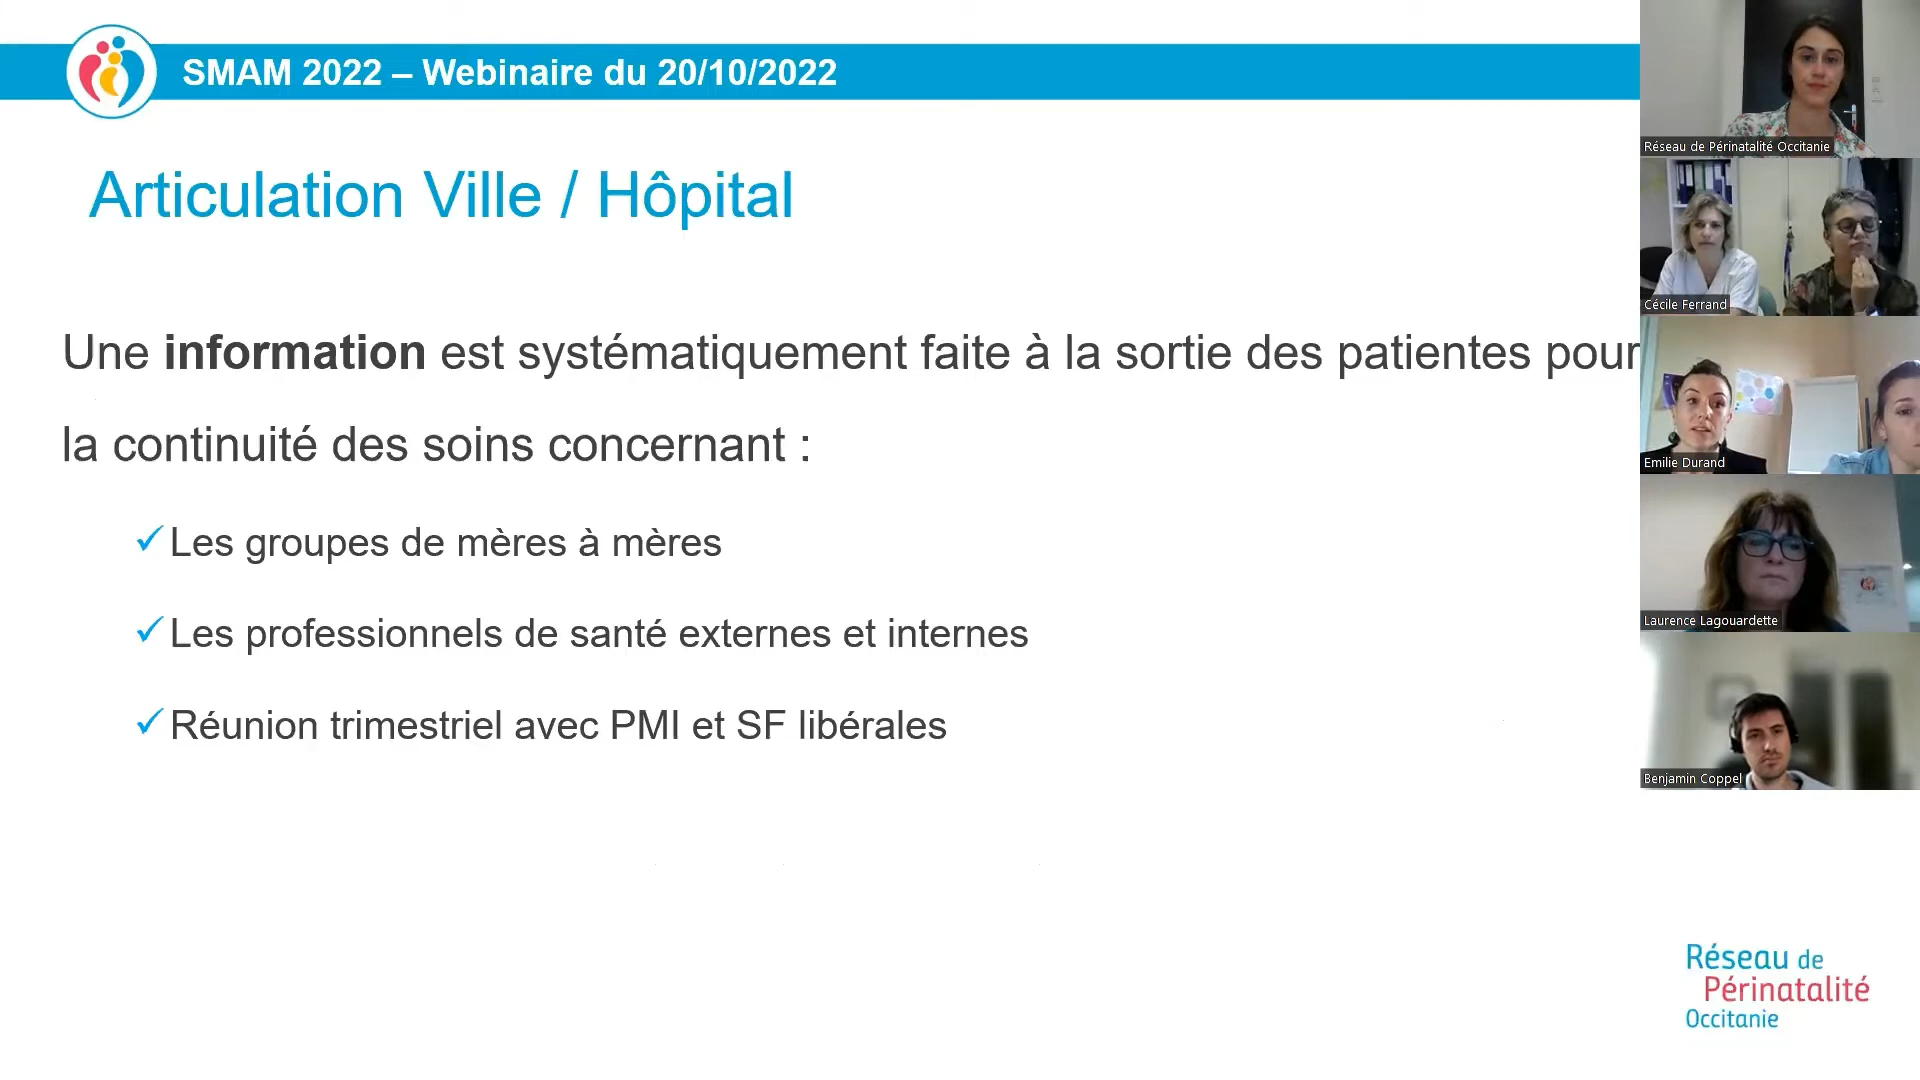 SMAM 2022 – Webinaire du 20/10/2022
Articulation Ville / Hôpital
Une information est systématiquement faite à la sortie des patientes pour
la continuité des soins concernant :
✓Les groupes de mères à mères
✓Les professionnels de santé externes et internes
✓Réunion trimestriel avec PMI et SF libérales
Réseau de Périnatalité Occitanie
Cécile Ferrand
Emilie Durand
Laurence Lagouardette
Benjamin Coppel
Réseau de
Périnatalité
Occitanie